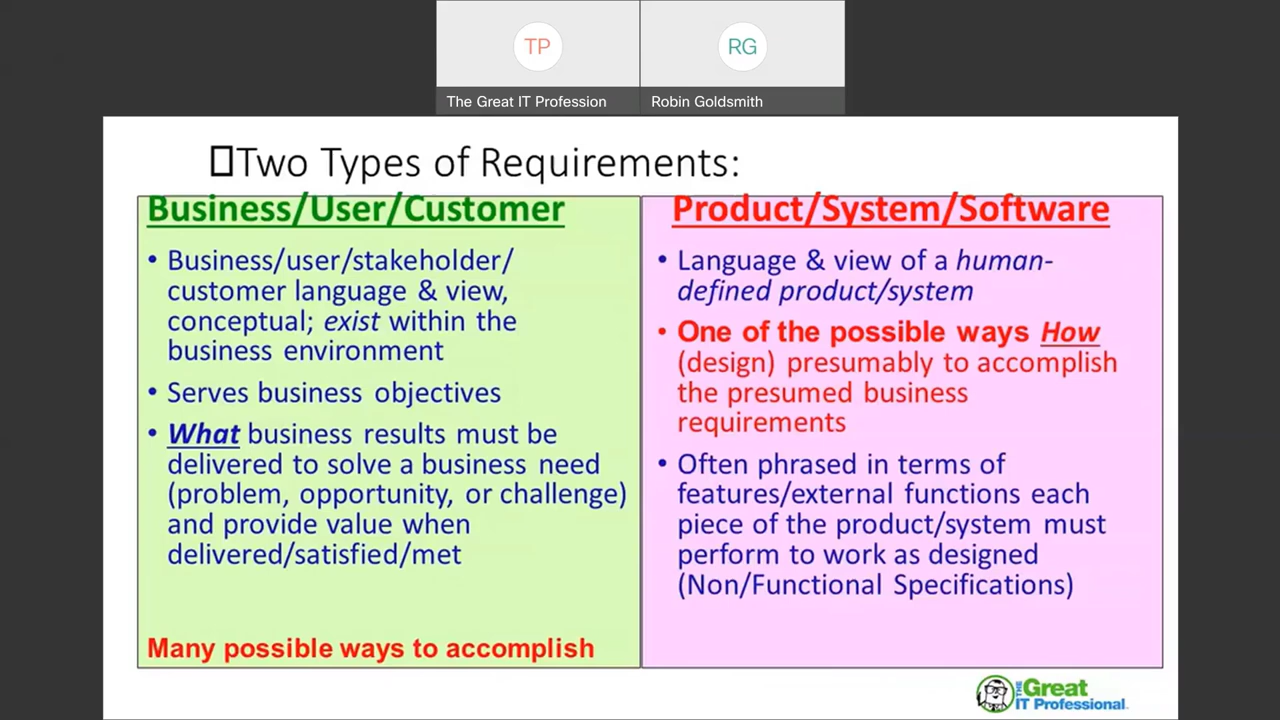 TP
RG
The Great IT Profession
Robin Goldsmith
Two Types of Requirements:
Business/User/Customer
• Business/user/stakeholder/
customer language & view,
conceptual; exist within the
business environment
• Serves business objectives
• What business results must be
delivered to solve a business need
(problem, opportunity, or challenge)
and provide value when
delivered/satisfied/met
Many possible ways to accomplish
Product/System/Software
• Language & view of a human-
defined product/system
• One of the possible ways How
(design) presumably to accomplish
the presumed business
requirements
• Often phrased in terms of
features/external functions each
piece of the product/system must
perform to work as designed
(Non/Functional Specifications)
THE Great
IT Professional